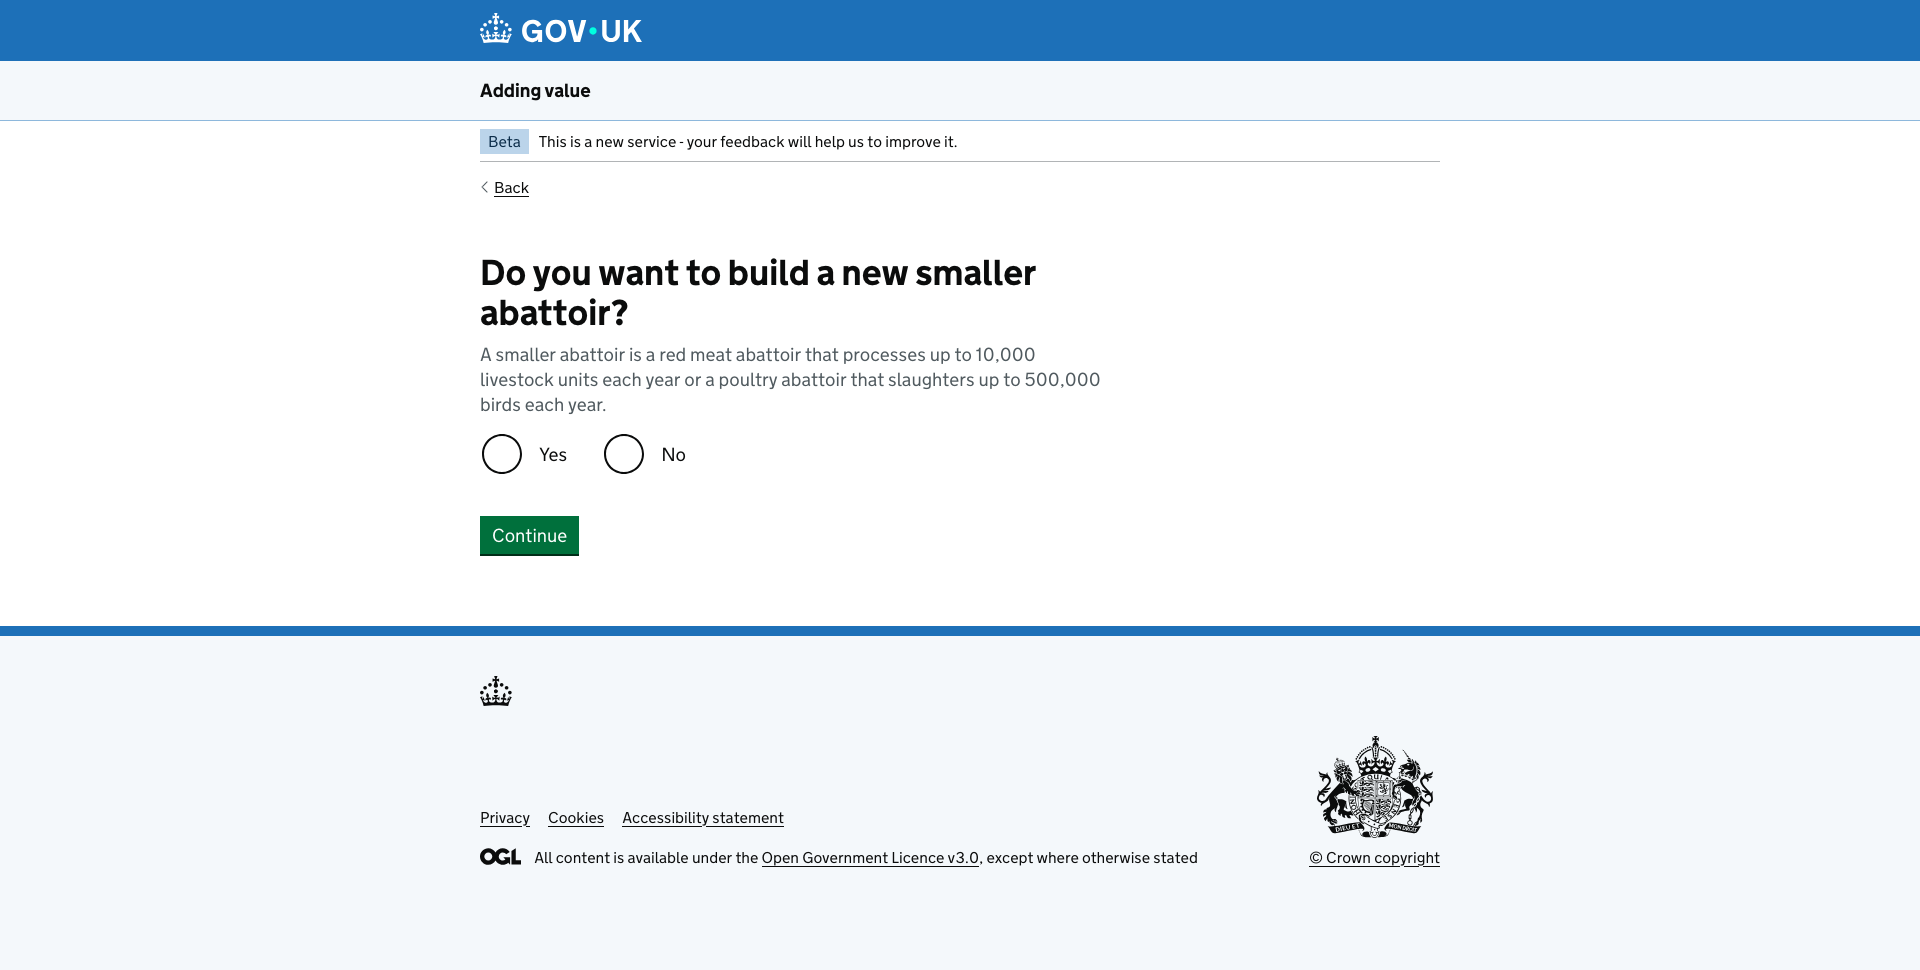 GOV·UK
Adding value
Beta This is a new service - your feedback will help us to improve it.
Back
Do you want to build a new smaller
abattoir?
A smaller abattoir is a red meat abattoir that processes up to 10,000
livestock units each year or a poultry abattoir that slaughters up to 500,000
birds each year.
Yes No
Continue
Privacy Cookies Accessibility statement
OGL All content is available under the Open Government Licence v3.0, except where otherwise stated
© Crown copyright